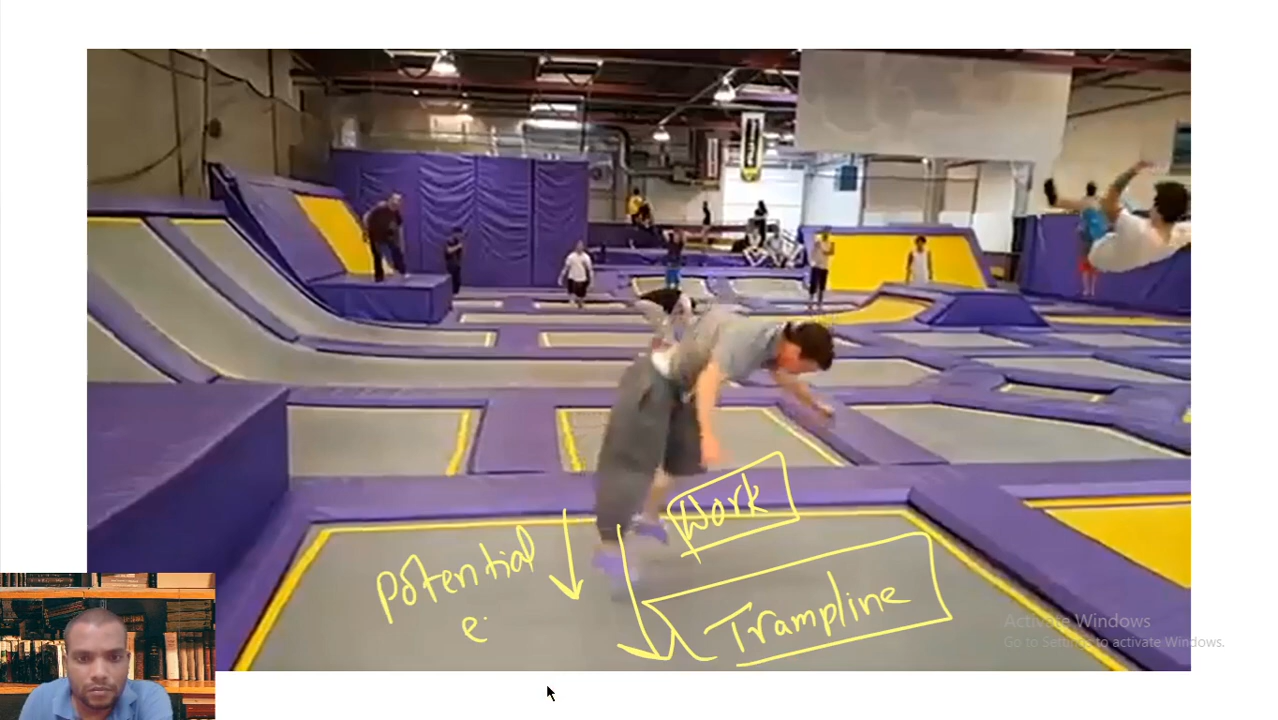 Work
Potential
e.
Trampline
Activate Windows
Go to Settings to activate Windows.